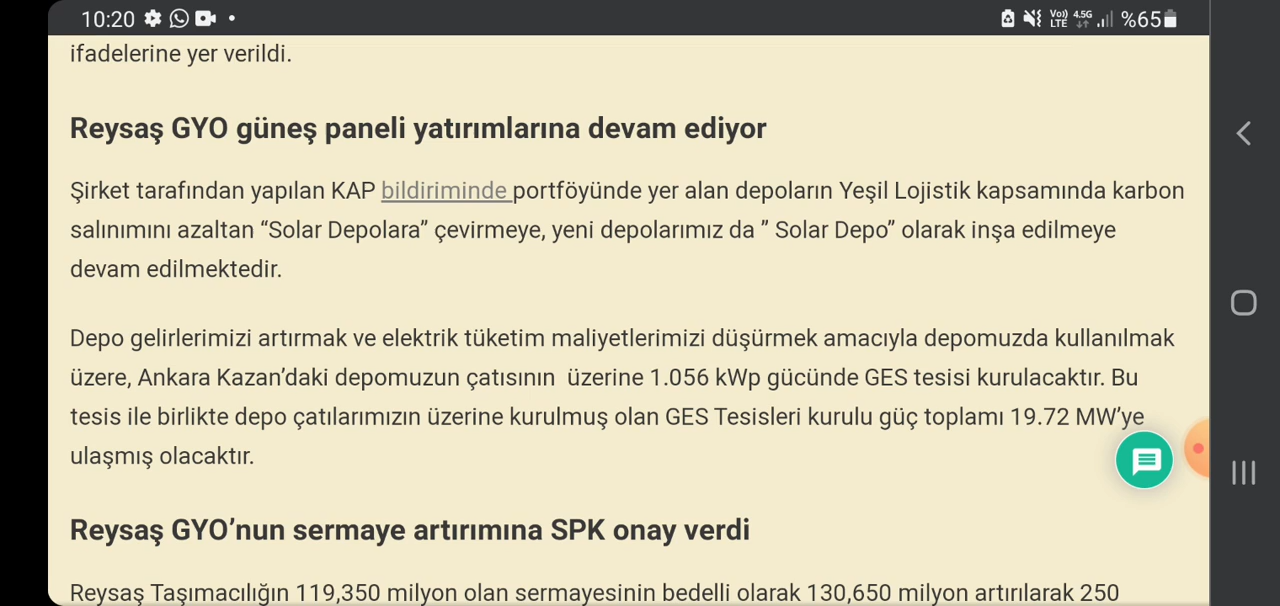 10:20
Vo)) LTE 4.5G %65
ifadelerine yer verildi.
Reysaş GYO güneş paneli yatırımlarına devam ediyor
Şirket tarafından yapılan KAP bildiriminde portföyünde yer alan depoların Yeşil Lojistik kapsamında karbon
salınımını azaltan “Solar Depolara” çevirmeye, yeni depolarımız da ” Solar Depo” olarak inşa edilmeye
devam edilmektedir.
Depo gelirlerimizi artırmak ve elektrik tüketim maliyetlerimizi düşürmek amacıyla depomuzda kullanılmak
üzere, Ankara Kazan’daki depomuzun çatısının  üzerine 1.056 kWp gücünde GES tesisi kurulacaktır. Bu
tesis ile birlikte depo çatılarımızın üzerine kurulmuş olan GES Tesisleri kurulu güç toplamı 19.72 MW’ye
ulaşmış olacaktır.
Reysaş GYO’nun sermaye artırımına SPK onay verdi
Reysaş Taşımacılığın 119,350 milyon olan sermayesinin bedelli olarak 130,650 milyon artırılarak 250